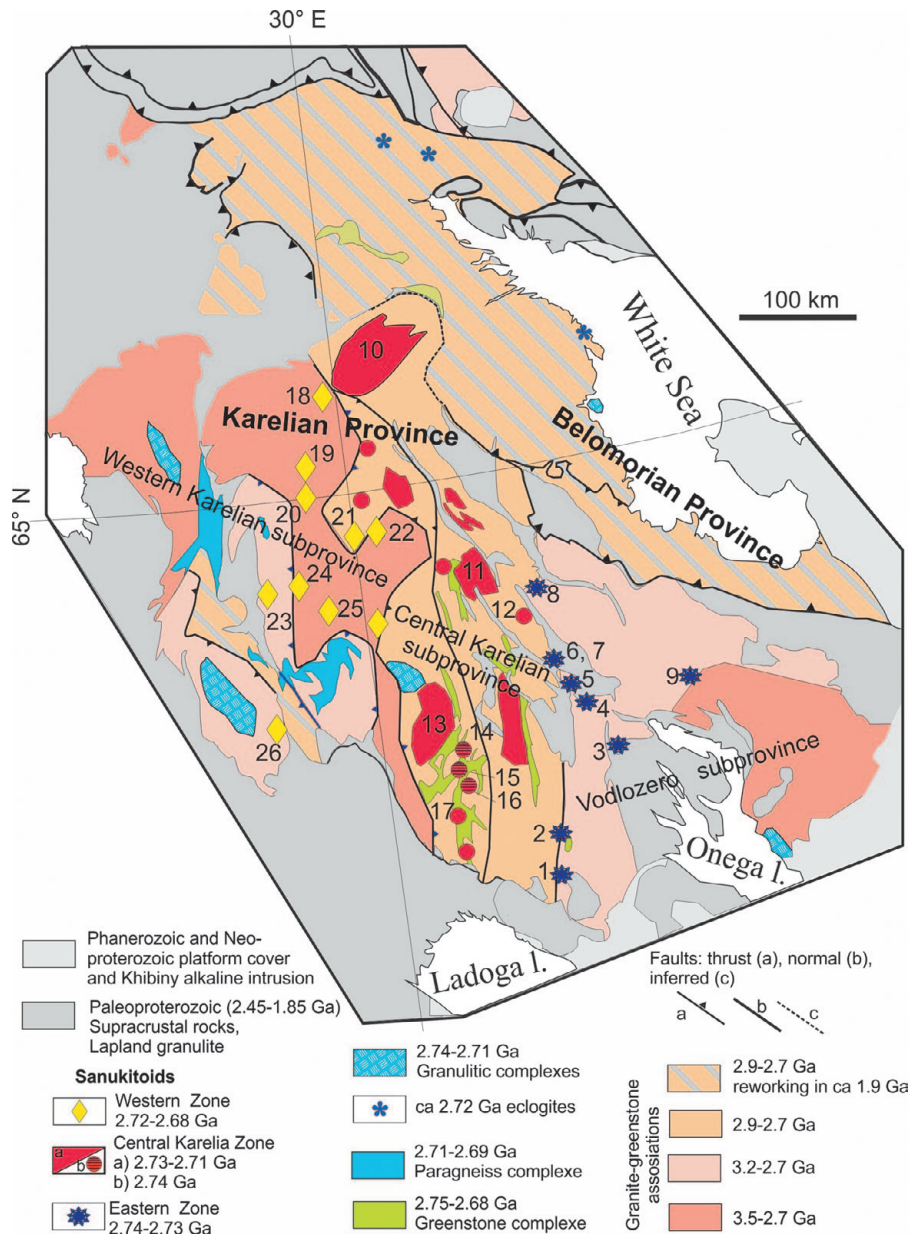 30° E
100 km
White Sea
10
18
Karelian Province
Belomorian Province
19
Western Karelian subprovince
65° N
20
21
22
24
11
8
23
25
12
Central Karelian
subprovince
6, 7
5
9
4
13
26
14
3
15
Vodlozero subprovince
16
17
2
1
Onega l.
Ladoga l.
Phanerozoic and Neo-
proterozoic platform cover
and Khibiny alkaline intrusion
Paleoproterozoic (2.45-1.85 Ga)
Supracrustal rocks,
Lapland granulite
Sanukitoids
Western Zone
2.72-2.68 Ga
a
b
Central Karelia Zone
a) 2.73-2.71 Ga
b) 2.74 Ga
Eastern Zone
2.74-2.73 Ga
2.74-2.71 Ga
Granulitic complexes
ca 2.72 Ga eclogites
2.71-2.69 Ga
Paragneiss complexe
2.75-2.68 Ga
Greenstone complexe
Faults: thrust (a), normal (b),
inferred (c)
a
b
c
Granite-greenstone
assosiations
2.9-2.7 Ga
reworking in ca 1.9 Ga
2.9-2.7 Ga
3.2-2.7 Ga
3.5-2.7 Ga